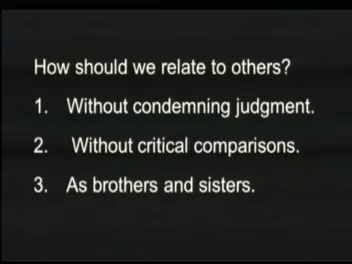 How should we relate to others?
1. Without condemning judgment.
2. Without critical comparisons.
3. As brothers and sisters.